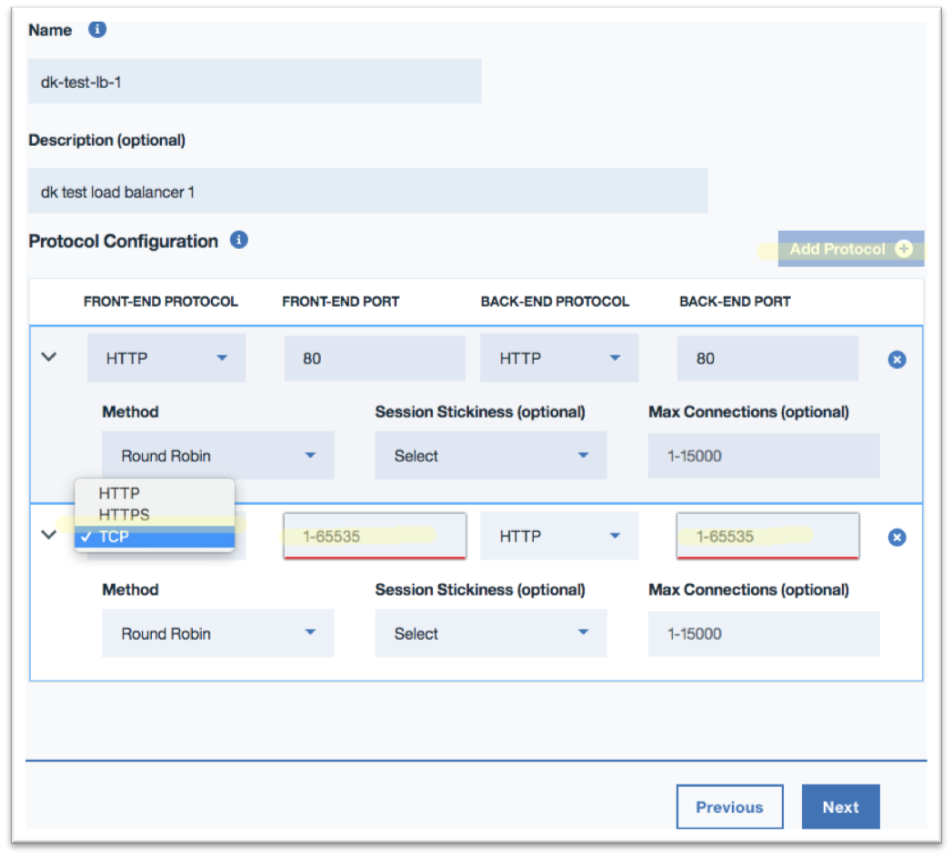 Name
dk-test-lb-1
Description (optional)
dk test load balancer 1
Protocol Configuration
Add Protocol
FRONT-END PROTOCOL FRONT-END PORT BACK-END PROTOCOL BACK-END PORT
HTTP 80 HTTP 80
Method Session Stickiness (optional) Max Connections (optional)
Round Robin Select 1-15000
HTTP
HTTPS
✓ TCP 1-65535 HTTP 1-65535
Method Session Stickiness (optional) Max Connections (optional)
Round Robin Select 1-15000
Previous Next